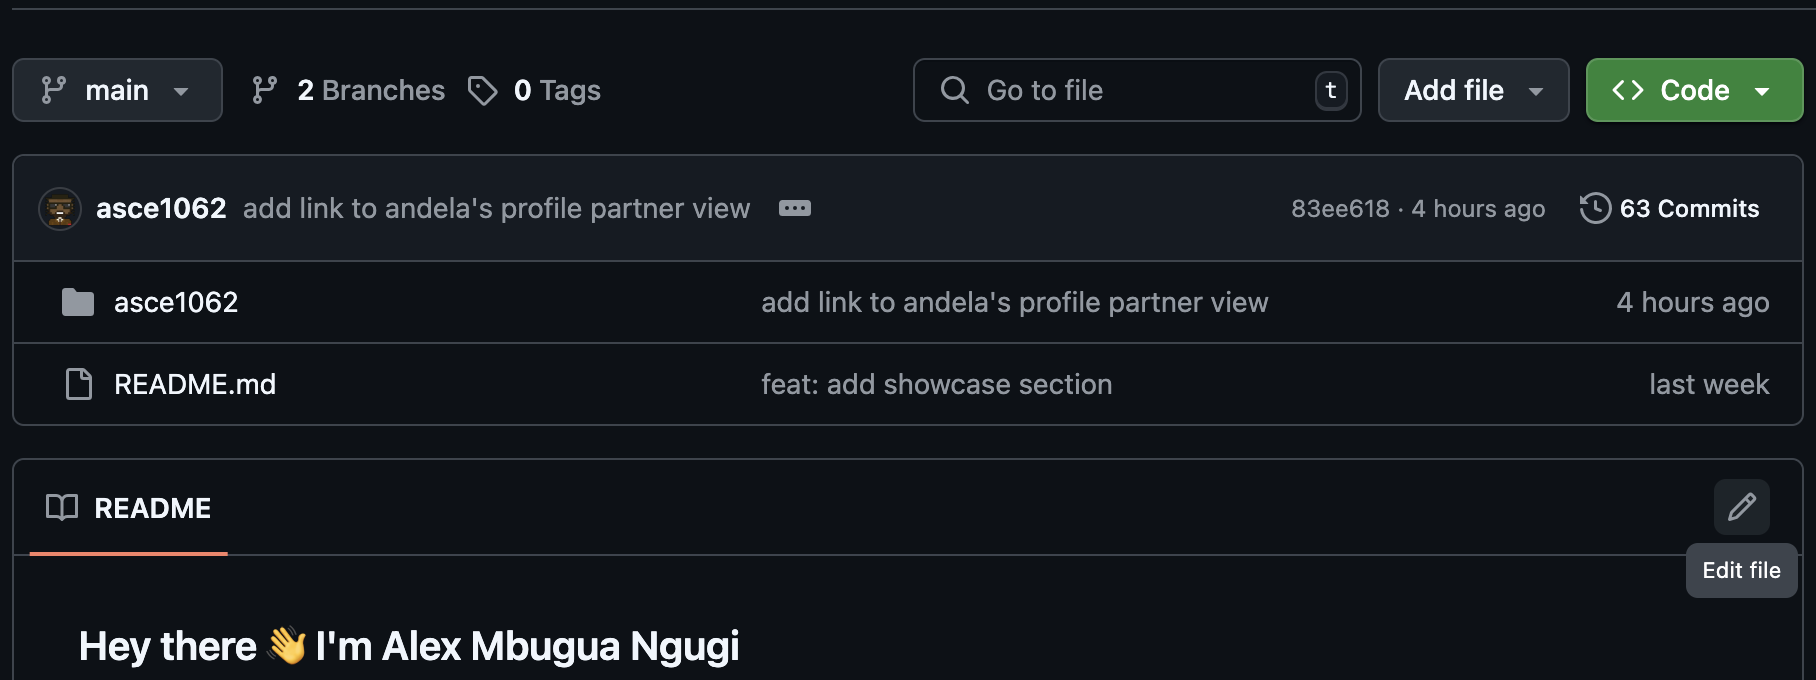 main 2 Branches 0 Tags Go to file t Add file Code
asce1062 add link to andela's profile partner view 83ee618 · 4 hours ago 63 Commits
asce1062 add link to andela's profile partner view 4 hours ago
README.md feat: add showcase section last week
README
Edit file
Hey there 👋 I'm Alex Mbugua Ngugi